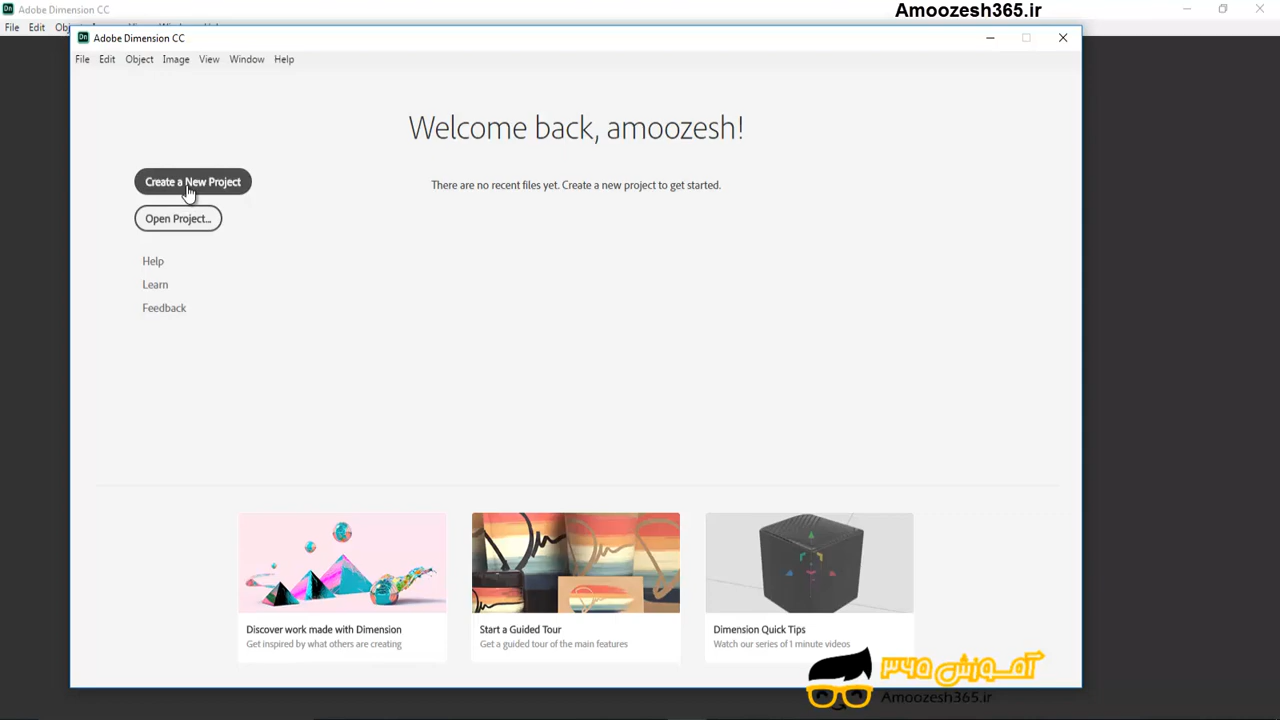 Adobe Dimension CC
Amoozesh365.ir
File Edit
Adobe Dimension CC
File Edit Object Image View Window Help
Welcome back, amoozesh!
Create a New Project
There are no recent files yet. Create a new project to get started.
Open Project...
Help
Learn
Feedback
Discover work made with Dimension
Get inspired by what others are creating
Start a Guided Tour
Get a guided tour of the main features
Dimension Quick Tips
Watch our series of 1 minute videos
آموزش ۳۶۵
Amoozesh365.ir